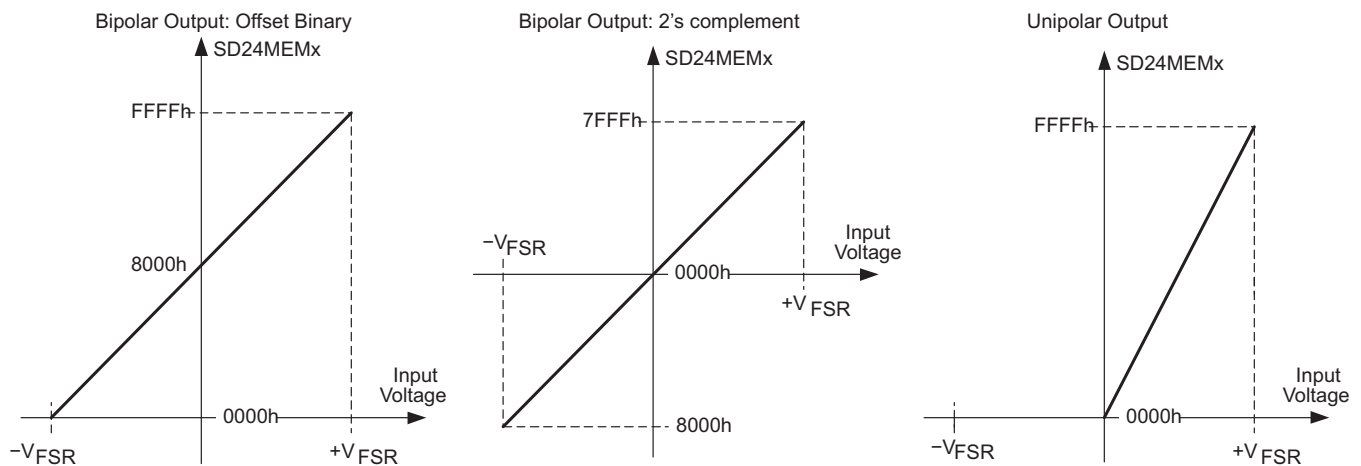 Bipolar Output: Offset Binary
SD24MEMx
FFFFh
8000h
Input
Voltage
0000h
−VFSR
+VFSR
Bipolar Output: 2's complement
SD24MEMx
7FFFh
−VFSR
Input
Voltage
0000h
+VFSR
8000h
Unipolar Output
SD24MEMx
FFFFh
Input
Voltage
0000h
−VFSR
+VFSR